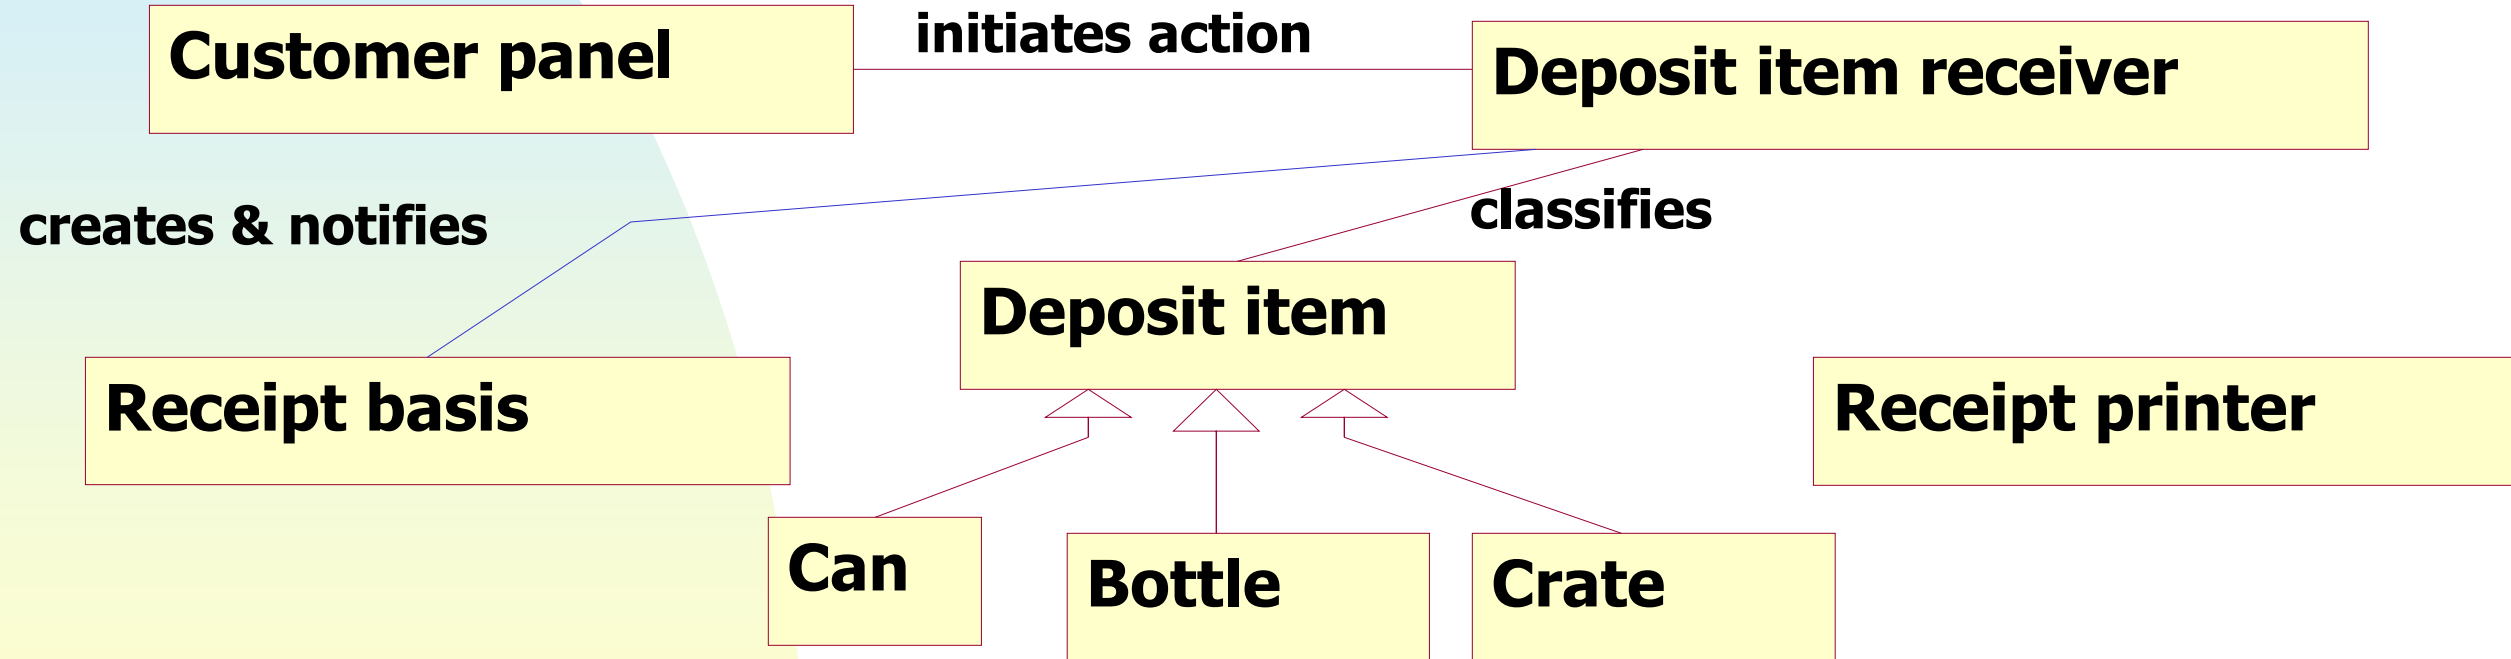 Customer panel
initiates action
Deposit item receiver
creates & notifies
classifies
Deposit item
Receipt basis
Receipt printer
Can
Bottle
Crate